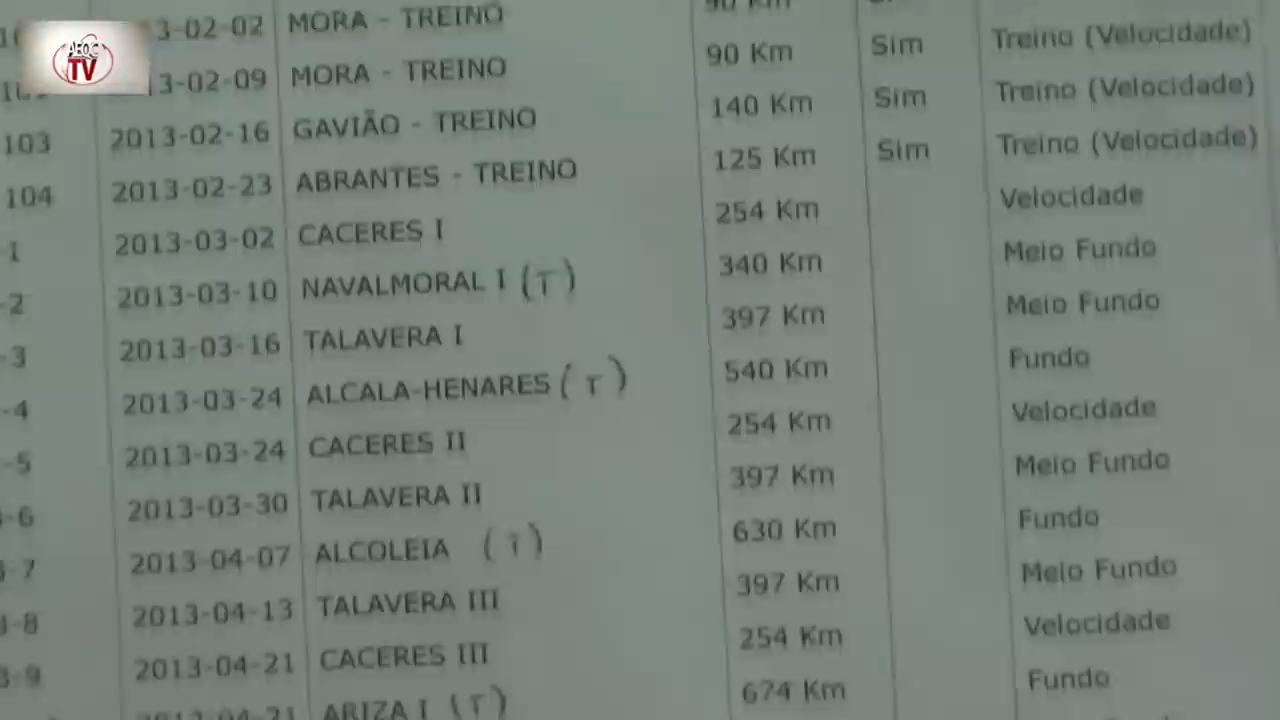 AEOC TV
3-02-02 MORA - TREINO 90 Km
3-02-09 MORA - TREINO 90 Km Sim Treino (Velocidade)
103 2013-02-16 GAVIÃO - TREINO 140 Km Sim Treino (Velocidade)
104 2013-02-23 ABRANTES - TREINO 125 Km Sim Treino (Velocidade)
-1 2013-03-02 CACERES I 254 Km Velocidade
-2 2013-03-10 NAVALMORAL I (T) 340 Km Meio Fundo
-3 2013-03-16 TALAVERA I 397 Km Meio Fundo
-4 2013-03-24 ALCALA-HENARES (T) 540 Km Fundo
-5 2013-03-24 CACERES II 254 Km Velocidade
-6 2013-03-30 TALAVERA II 397 Km Meio Fundo
-7 2013-04-07 ALCOLEIA (T) 630 Km Fundo
-8 2013-04-13 TALAVERA III 397 Km Meio Fundo
-9 2013-04-21 CACERES III 254 Km Velocidade
2013-04-21 ARIZA I (T) 674 Km Fundo